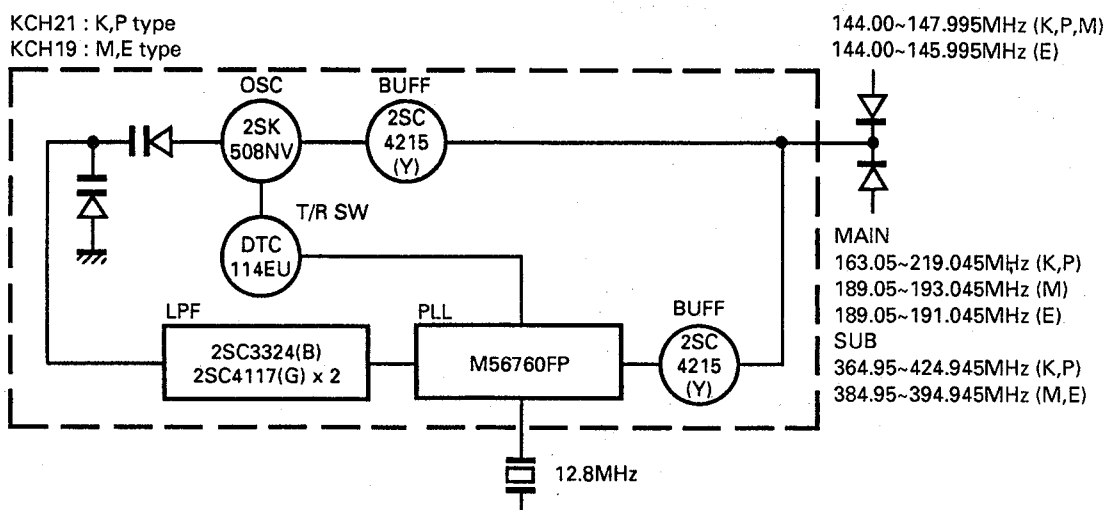 KCH21 : K,P type
KCH19 : M,E type
144.00~147.995MHz (K,P,M)
144.00~145.995MHz (E)
OSC
2SK
508NV
BUFF
2SC
4215
(Y)
T/R SW
DTC
114EU
MAIN
163.05~219.045MHz (K,P)
189.05~193.045MHz (M)
189.05~191.045MHz (E)
SUB
364.95~424.945MHz (K,P)
384.95~394.945MHz (M,E)
LPF
2SC3324(B)
2SC4117(G) x 2
PLL
M56760FP
BUFF
2SC
4215
(Y)
12.8MHz